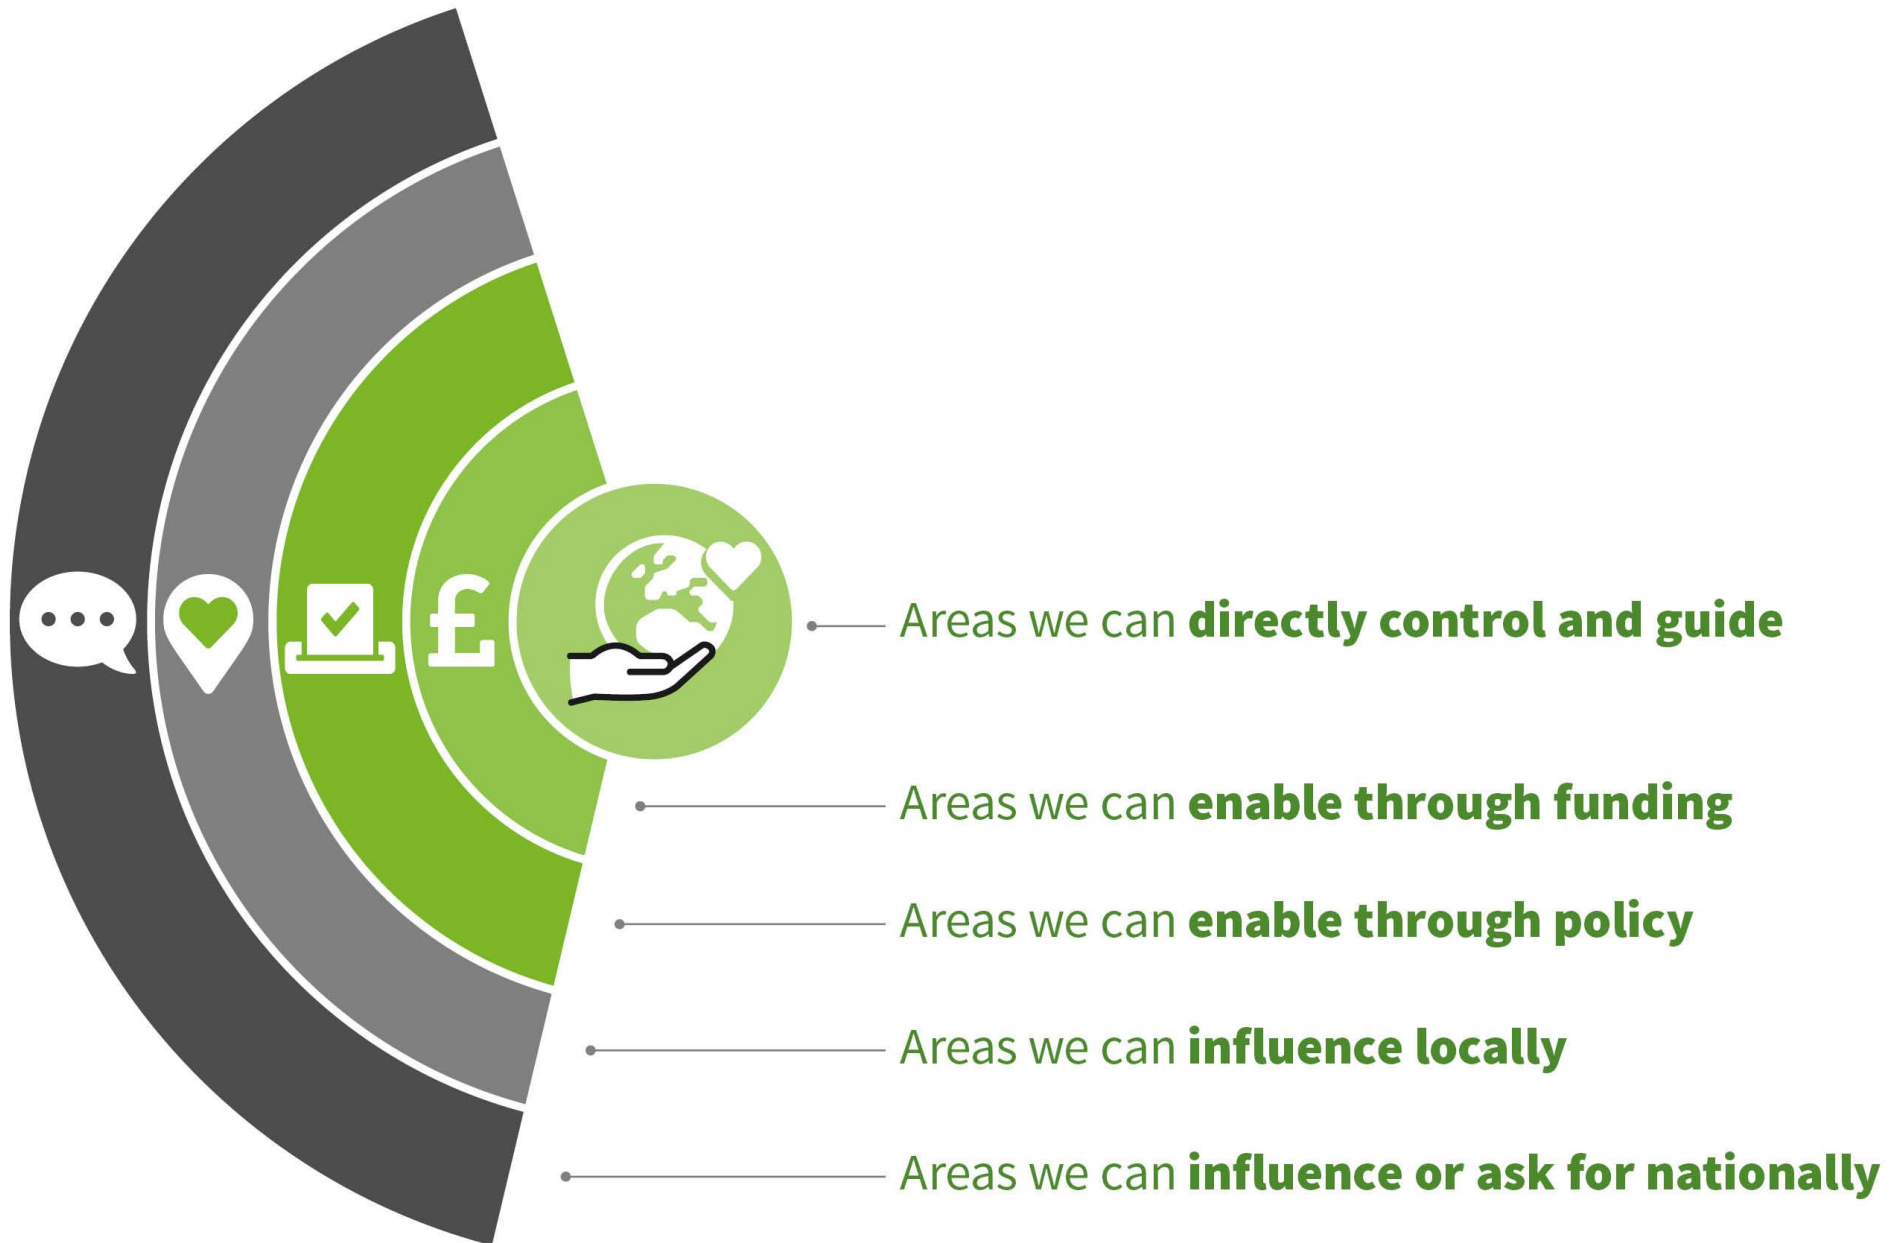 £
Areas we can directly control and guide
Areas we can enable through funding
Areas we can enable through policy
Areas we can influence locally
Areas we can influence or ask for nationally